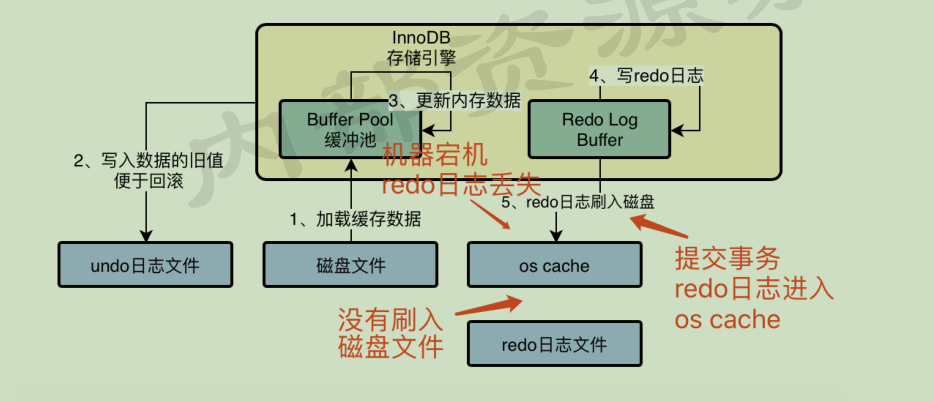 InnoDB
存储引擎
4、写redo日志
3、更新内存数据
Buffer Pool
缓冲池
Redo Log
Buffer
2、写入数据的旧值
便于回滚
机器宕机
redo日志丢失
1、加载缓存数据
5、redo日志刷入磁盘
undo日志文件
磁盘文件
os cache
提交事务
redo日志进入
os cache
没有刷入
磁盘文件
redo日志文件
内部资源